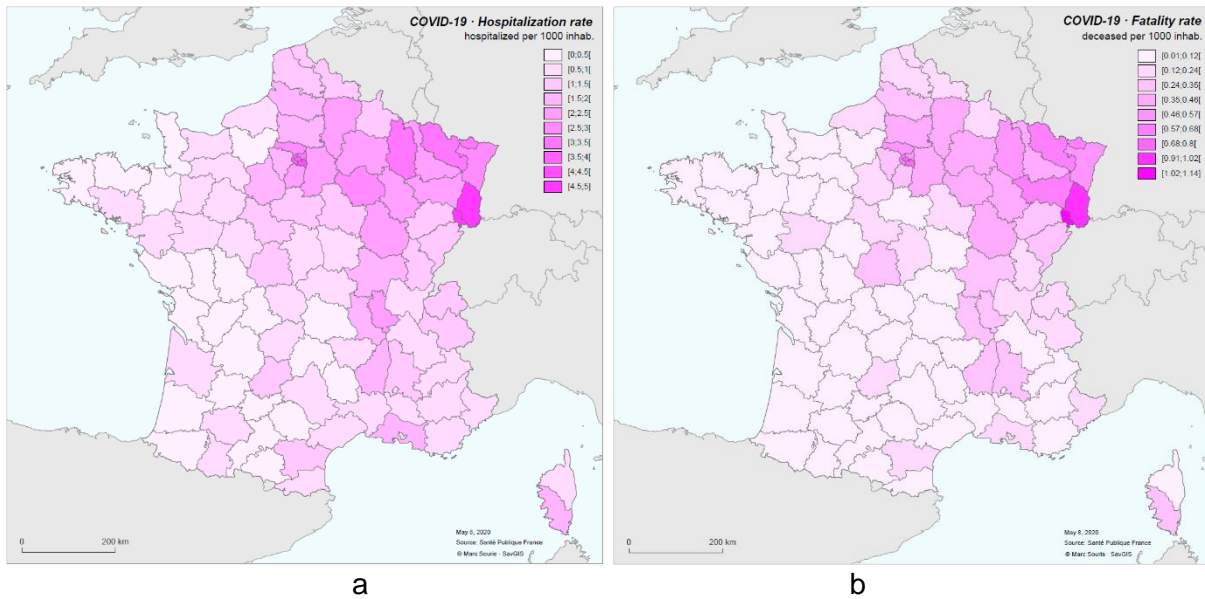 COVID-19 · Hospitalization rate
hospitalized per 1000 inhab.
[0;0.5[
[0.5;1[
[1;1.5[
[1.5;2[
[2;2.5[
[2.5;3[
[3;3.5[
[3.5;4[
[4;4.5[
[4.5;5]
May 8, 2020
Source: Santé Publique France
© Marc Souris - SavGIS
0 200 km
a
COVID-19 · Fatality rate
deceased per 1000 inhab.
[0.01;0.12[
[0.12;0.24[
[0.24;0.35[
[0.35;0.46[
[0.46;0.57[
[0.57;0.68[
[0.68;0.8[
[0.91;1.02[
[1.02;1.14]
May 8, 2020
Source: Santé Publique France
© Marc Souris - SavGIS
0 200 km
b